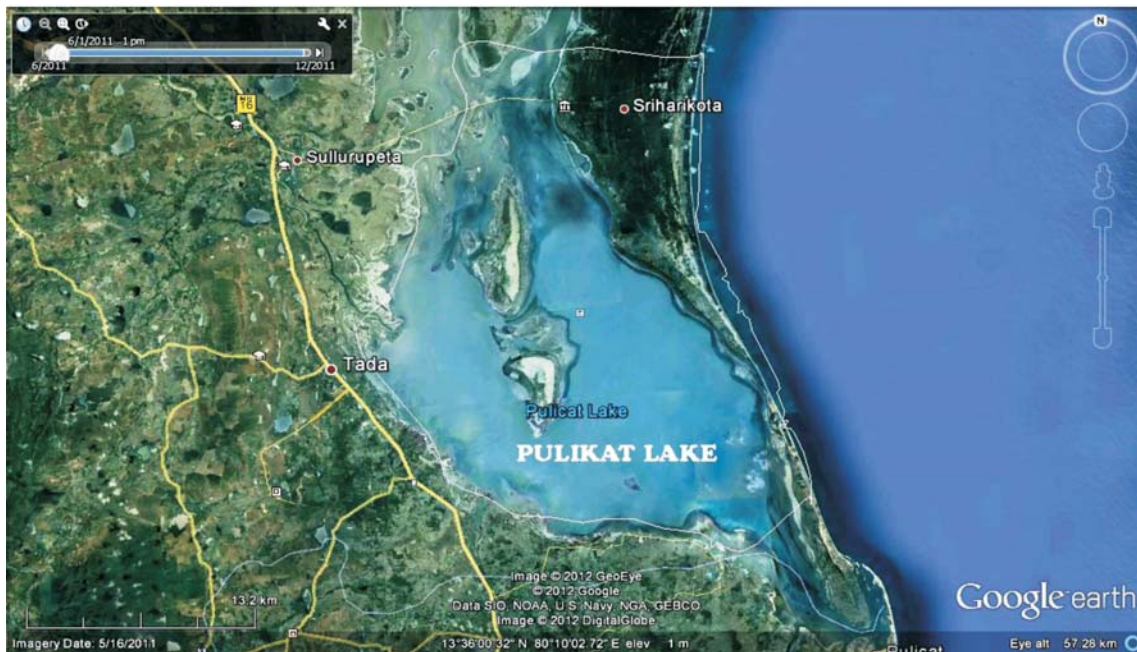 6/1/2011 1 pm
6/2011
12/2011
N
Sriharikota
Sullurupeta
Tada
Pulicat Lake
PULIKAT LAKE
Image © 2012 GeoEye
© 2012 Google
Data SIO, NOAA, U.S. Navy, NGA, GEBCO
Image © 2012 DigitalGlobe
13.2 km
Google earth
Pulicat
Imagery Date: 5/16/2011
13°36'00.32" N 80°10'02.72" E elev 1 m
Eye alt 57.28 km